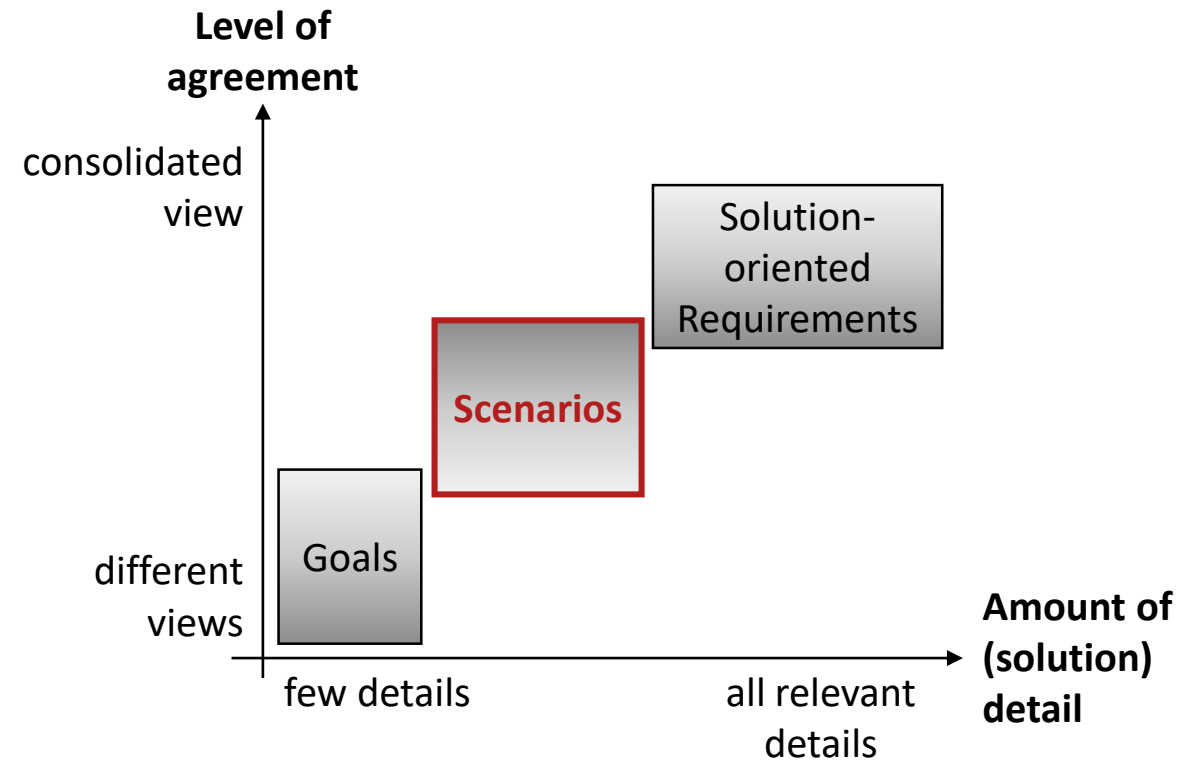 Level of
agreement
consolidated
view
Solution-
oriented
Requirements
Scenarios
Goals
different
views
few details
all relevant
details
Amount of
(solution)
detail